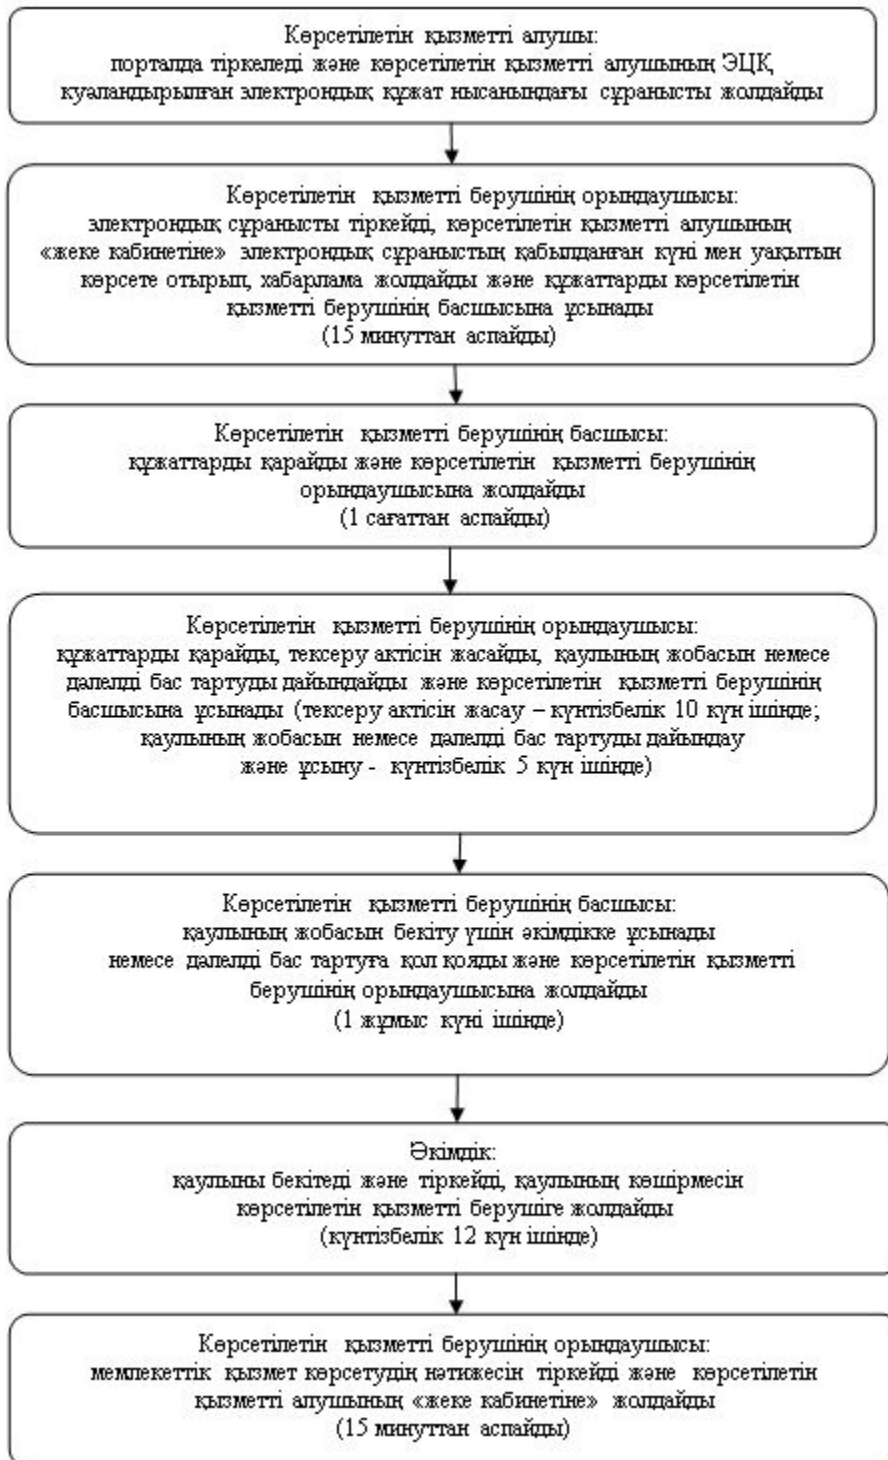 Көрсетілетін қызметті алушы:
порталда тіркеледі және көрсетілетін қызметті алушының ЭЦҚ
куәландырылған электрондық құжат нысанындағы сұранысты жолдайды
Көрсетілетін қызметті берушінің орындаушысы:
электрондық сұранысты тіркейді, көрсетілетін қызметті алушының
«жеке кабинетіне» электрондық сұраныстың қабылданған күні мен уақытын
көрсете отырып, хабарлама жолдайды және құжаттарды көрсетілетін
қызметті берушінің басшысына ұсынады
(15 минуттан аспайды)
Көрсетілетін қызметті берушінің басшысы:
құжаттарды қарайды және көрсетілетін қызметті берушінің
орындаушысына жолдайды
(1 сағаттан аспайды)
Көрсетілетін қызметті берушінің орындаушысы:
құжаттарды қарайды, тексеру актісін жасайды, қаулының жобасын немесе
дәлелді бас тартуды дайындайды және көрсетілетін қызметті берушінің
басшысына ұсынады (тексеру актісін жасау – күнтізбелік 10 күн ішінде;
қаулының жобасын немесе дәлелді бас тартуды дайындау
және ұсыну - күнтізбелік 5 күн ішінде)
Көрсетілетін қызметті берушінің басшысы:
қаулының жобасын бекіту үшін әкімдікке ұсынады
немесе дәлелді бас тартуға қол қояды және көрсетілетін қызметті
берушінің орындаушысына жолдайды
(1 жұмыс күні ішінде)
Әкімдік:
қаулыны бекітеді және тіркейді, қаулының көшірмесін
көрсетілетін қызметті берушіге жолдайды
(күнтізбелік 12 күн ішінде)
Көрсетілетін қызметті берушінің орындаушысы:
мемлекеттік қызмет көрсетудің нәтижесін тіркейді және көрсетілетін
қызметті алушының «жеке кабинетіне» жолдайды
(15 минуттан аспайды)